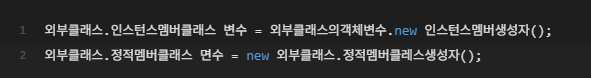 1 외부클래스.인스턴스멤버클래스 변수 = 외부클래스의객체변수.new 인스턴스멤버생성자();
2 외부클래스.정적멤버클래스 면수 = new 외부클래스.정적멤버클레스생성자();